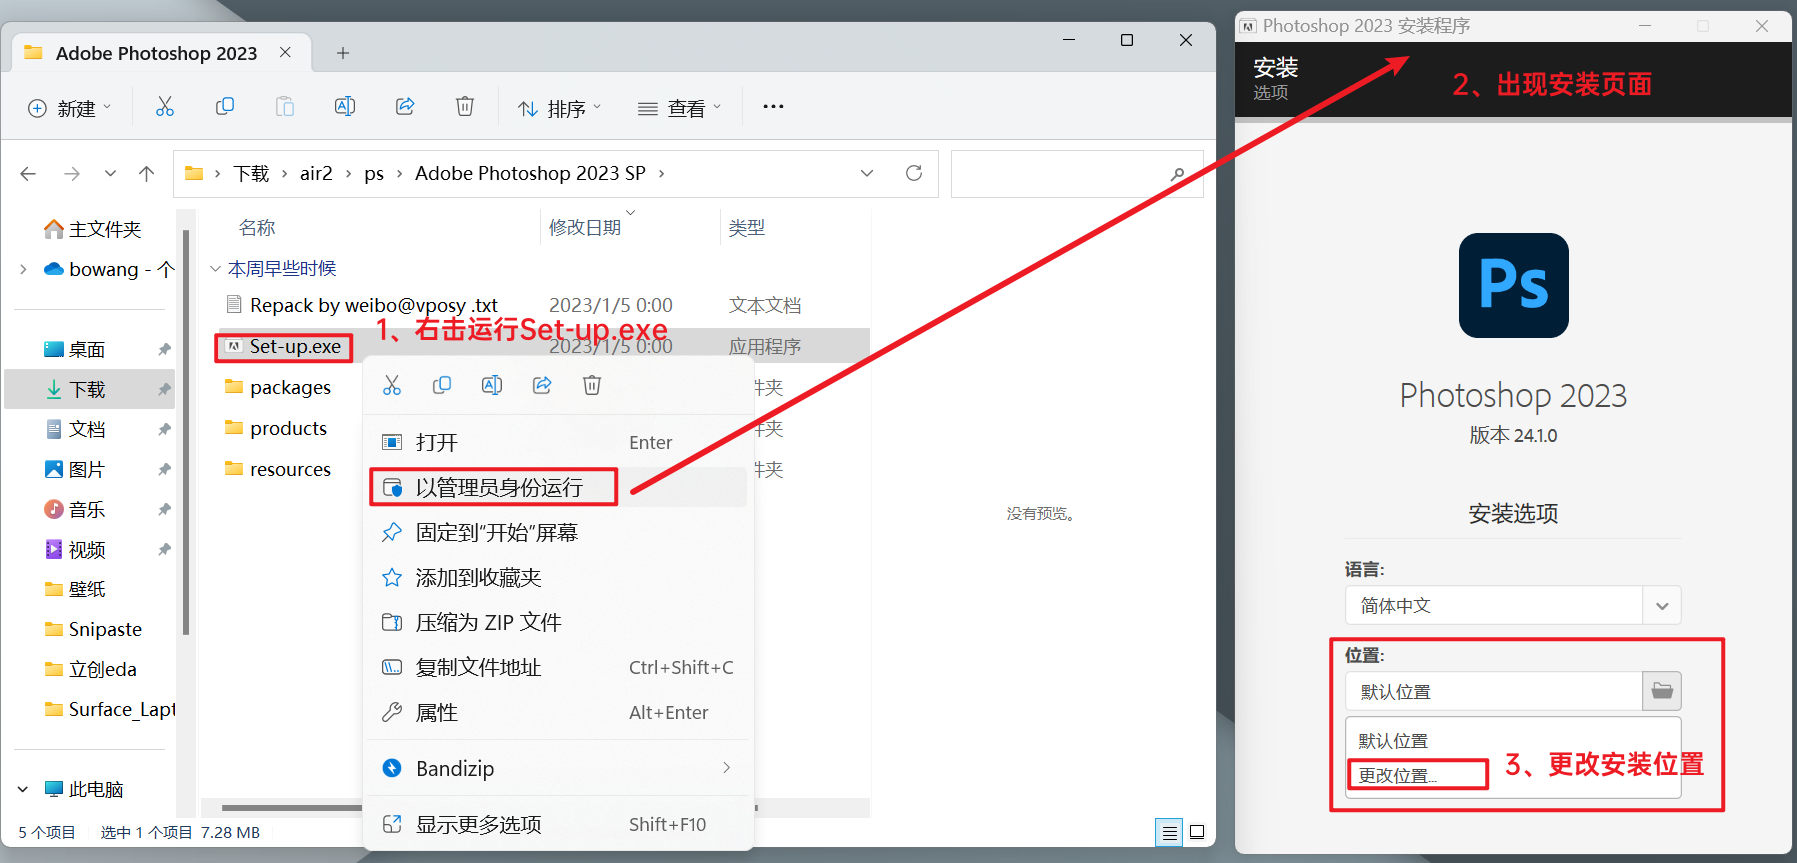 Adobe Photoshop 2023
新建
排序
查看
下载 › air2 › ps › Adobe Photoshop 2023 SP ›
主文件夹
bowang - 个
桌面
下载
文档
图片
音乐
视频
壁纸
Snipaste
立创eda
Surface_Lapt
此电脑
名称
修改日期
类型
本周早些时候
Repack by weibo@vposy .txt
2023/1/5 0:00
文本文档
1、右击运行Set-up.exe
Set-up.exe
2023/1/5 0:00
应用程序
packages
件夹
products
件夹
resources
件夹
打开 Enter
以管理员身份运行
固定到“开始”屏幕
添加到收藏夹
压缩为 ZIP 文件
复制文件地址 Ctrl+Shift+C
属性 Alt+Enter
Bandizip
显示更多选项 Shift+F10
没有预览。
5 个项目 选中 1 个项目 7.28 MB
Photoshop 2023 安装程序
安装
选项
2、出现安装页面
Ps
Photoshop 2023
版本 24.1.0
安装选项
语言:
简体中文
位置:
默认位置
默认位置
更改位置...
3、更改安装位置